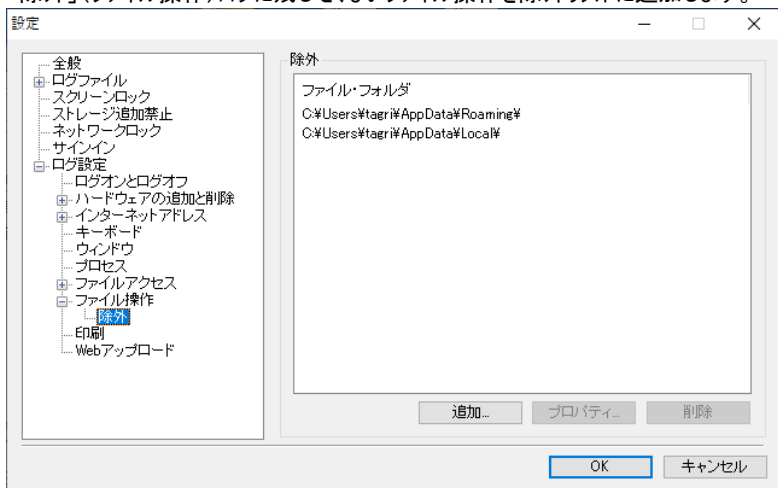 設定
全般
ログファイル
スクリーンロック
ストレージ追加禁止
ネットワークロック
サインイン
ログ設定
ログオンとログオフ
ハードウェアの追加と削除
インターネットアドレス
キーボード
ウィンドウ
プロセス
ファイルアクセス
ファイル操作
除外
印刷
Webアップロード
除外
ファイル・フォルダ
C:¥Users¥tagri¥AppData¥Roaming¥
C:¥Users¥tagri¥AppData¥Local¥
追加...
プロパティ...
削除
OK
キャンセル